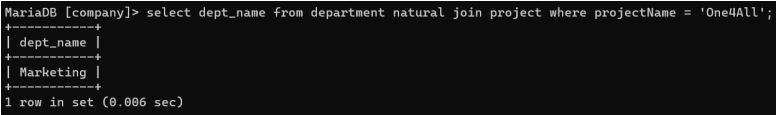 MariaDB [company]> select dept_name from department natural join project where projectName = 'One4All';
+-----------+
| dept_name |
+-----------+
| Marketing |
+-----------+
1 row in set (0.006 sec)